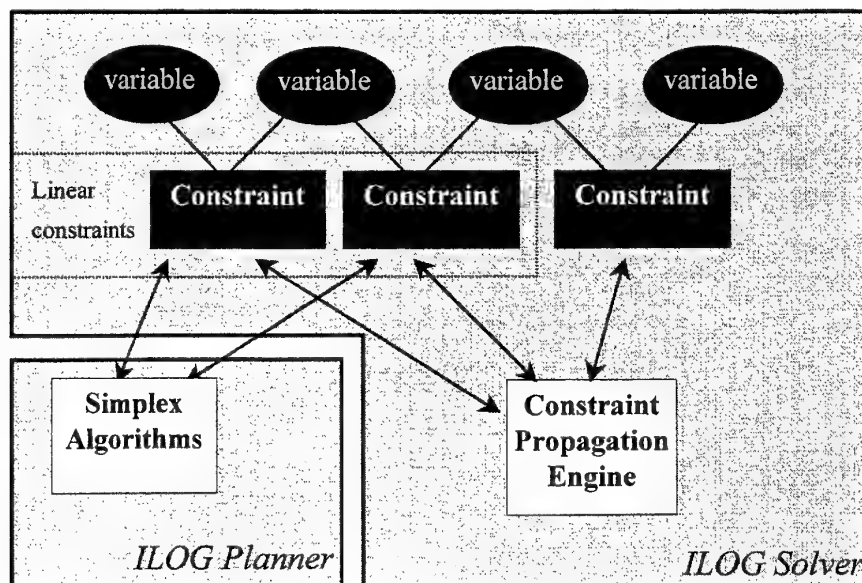 variable variable variable variable
Linear
constraints
Constraint Constraint Constraint
Simplex
Algorithms
Constraint
Propagation
Engine
ILOG Planner
ILOG Solver